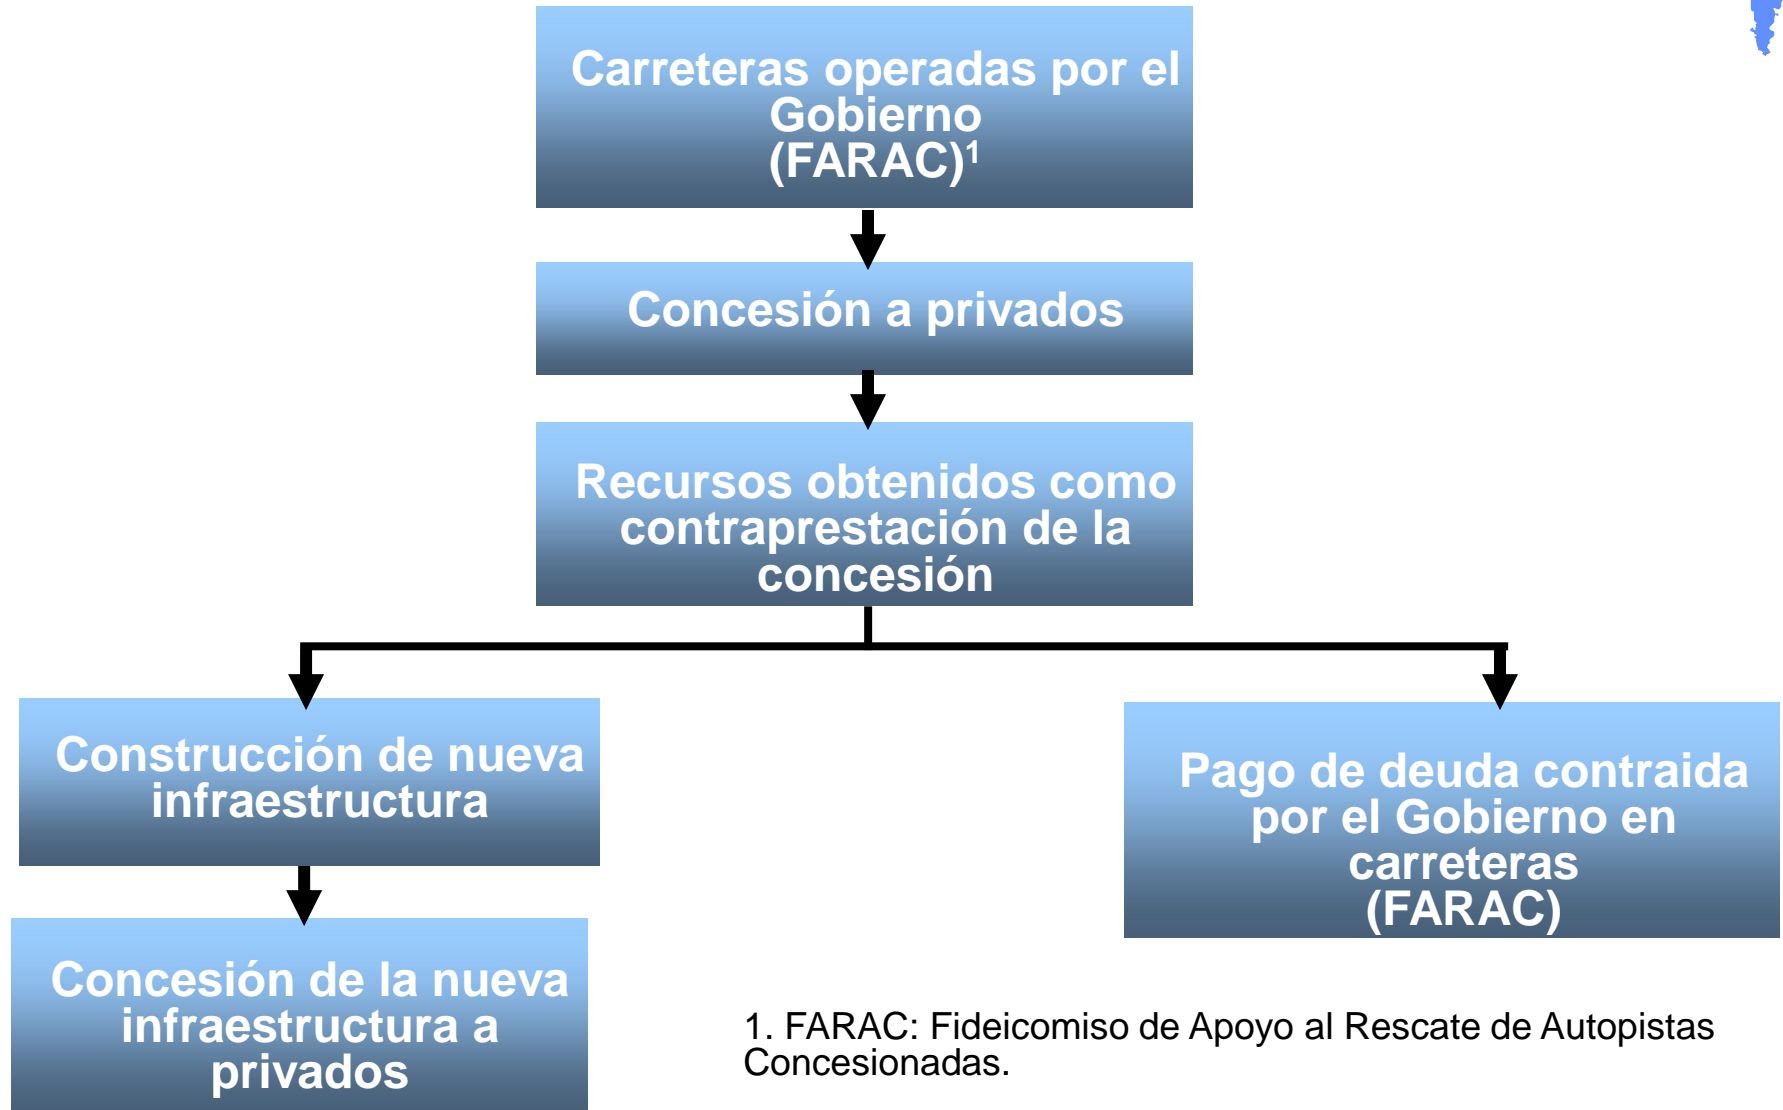 Carreteras operadas por el
Gobierno
(FARAC)¹
Concesión a privados
Recursos obtenidos como
contraprestación de la
concesión
Construcción de nueva
infraestructura
Pago de deuda contraida
por el Gobierno en
carreteras
(FARAC)
Concesión de la nueva
infraestructura a
privados
1. FARAC: Fideicomiso de Apoyo al Rescate de Autopistas
Concesionadas.